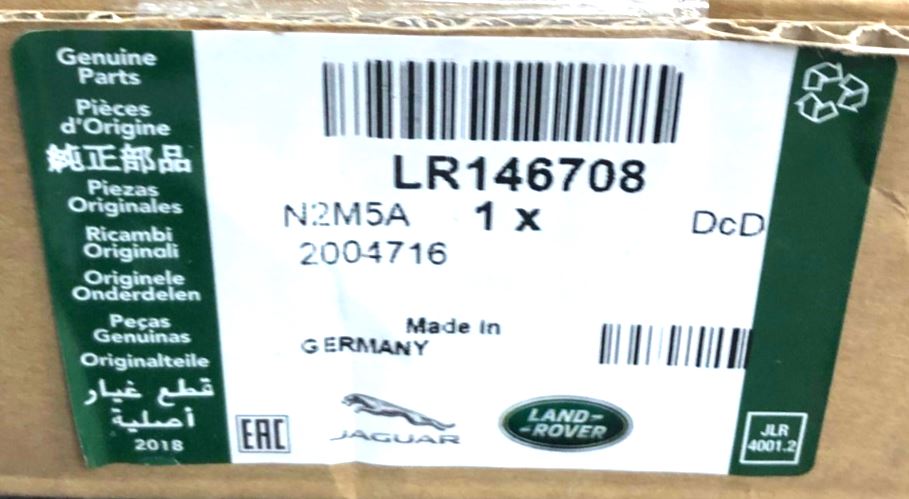 Genuine
Parts
Pièces
d'Origine
純正部品
Piezas
Originales
Ricambi
Originali
Originele
Onderdelen
Peças
Genuinas
Originalteile
قطع غيار
أصلية
2018
LR146708
N2M5A 1 x DcD
2004716
Made In
GERMANY
EAC
JAGUAR
LAND-
-ROVER
JLR
4001.2